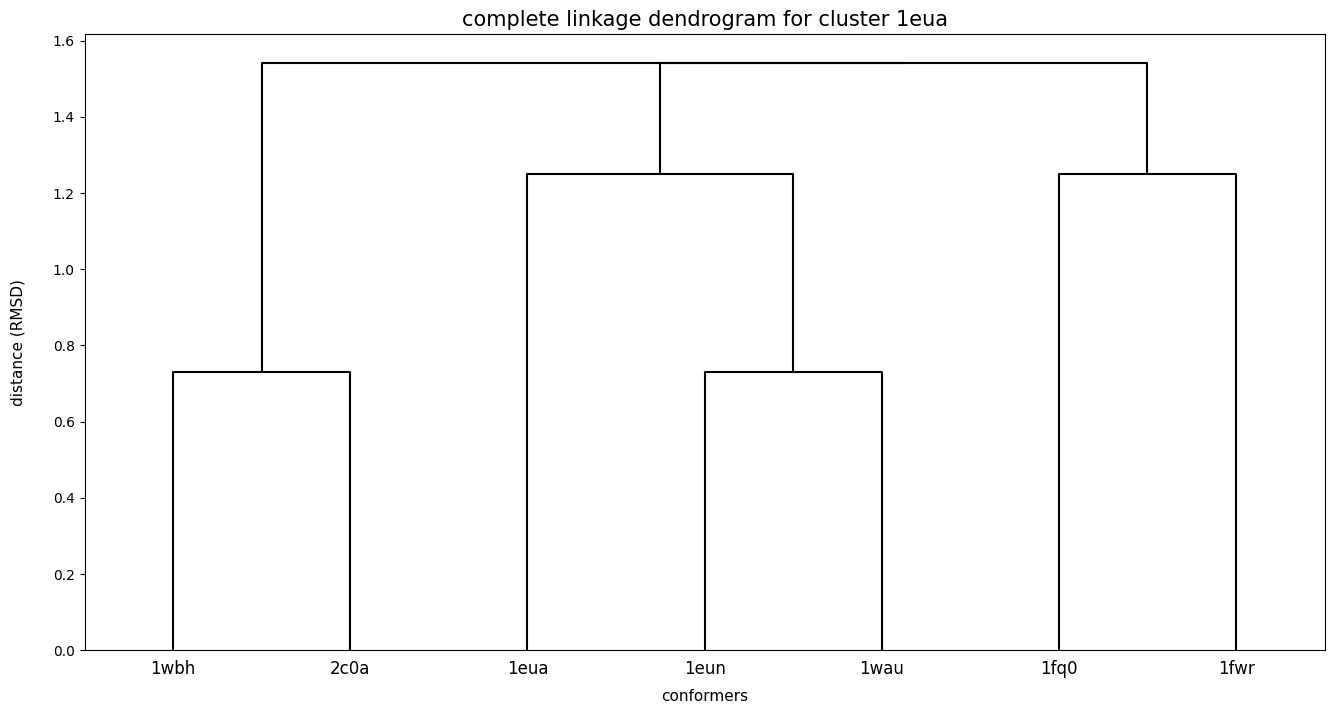 complete linkage dendrogram for cluster 1eua
1.6
1.4
1.2
1.0
0.8
0.6
0.4
0.2
0.0
distance (RMSD)
1wbh 2c0a 1eua 1eun 1wau 1fq0 1fwr
conformers